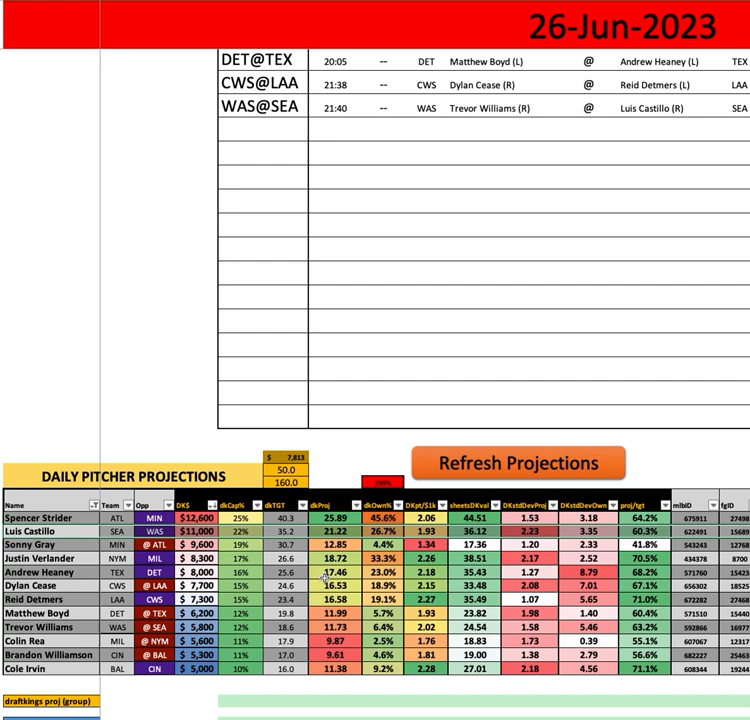 26-Jun-2023
DET@TEX 20:05 -- DET Matthew Boyd (L) @ Andrew Heaney (L) TEX
CWS@LAA 21:38 -- CWS Dylan Cease (R) @ Reid Detmers (L) LAA
WAS@SEA 21:40 -- WAS Trevor Williams (R) @ Luis Castillo (R) SEA
$ 7,813
DAILY PITCHER PROJECTIONS 50.0 Refresh Projections
160.0 199%
Name Team Opp DK$ dkCap% dkTGT dkProj dkOwn% DKpt/$1k sheetsDKval DKstdDevProj DKstdDevOwn proj/tgt mlbID fgID
Spencer Strider ATL MIN $12,600 25% 40.3 25.89 45.6% 2.06 44.51 1.53 3.18 64.2% 675911 27498
Luis Castillo SEA WAS $11,000 22% 35.2 21.22 26.7% 1.93 36.12 2.23 3.35 60.3% 622491 15689
Sonny Gray MIN @ ATL $ 9,600 19% 30.7 12.85 4.4% 1.34 17.36 1.20 2.33 41.8% 543243 12768
Justin Verlander NYM MIL $ 8,300 17% 26.6 18.72 33.3% 2.26 38.51 2.17 2.52 70.5% 434378 8700
Andrew Heaney TEX DET $ 8,000 16% 25.6 17.46 23.0% 2.18 35.43 1.27 8.79 68.2% 571760 15423
Dylan Cease CWS @ LAA $ 7,700 15% 24.6 16.53 18.9% 2.15 33.48 2.08 7.01 67.1% 656302 18525
Reid Detmers LAA CWS $ 7,300 15% 23.4 16.58 19.1% 2.27 35.49 1.07 5.65 71.0% 672282 27468
Matthew Boyd DET @ TEX $ 6,200 12% 19.8 11.99 5.7% 1.93 23.82 1.98 1.40 60.4% 571510 15440
Trevor Williams WAS @ SEA $ 5,800 12% 18.6 11.73 6.4% 2.02 24.54 1.58 5.46 63.2% 592866 16977
Colin Rea MIL @ NYM $ 5,600 11% 17.9 9.87 2.5% 1.76 18.83 1.73 0.39 55.1% 607067 12317
Brandon Williamson CIN @ BAL $ 5,300 11% 17.0 9.61 4.6% 1.81 19.00 1.38 2.79 56.6% 682227 25463
Cole Irvin BAL CIN $ 5,000 10% 16.0 11.38 9.2% 2.28 27.01 2.18 4.56 71.1% 608344 19244
draftkings proj (group)